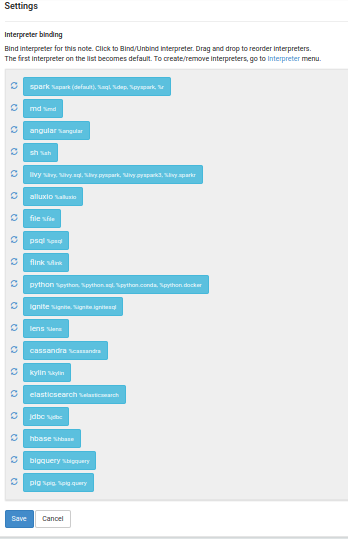 Settings
Interpreter binding
Bind interpreter for this note. Click to Bind/Unbind interpreter. Drag and drop to reorder interpreters.
The first interpreter on the list becomes default. To create/remove interpreters, go to Interpreter menu.
spark %spark (default), %sql, %dep, %pyspark, %r
md %md
angular %angular
sh %sh
livy %livy, %livy.sql, %livy.pyspark, %livy.pyspark3, %livy.sparkr
alluxio %alluxio
file %file
psql %psql
flink %flink
python %python, %python.sql, %python.conda, %python.docker
ignite %ignite, %ignite.ignitesql
lens %lens
cassandra %cassandra
kylin %kylin
elasticsearch %elasticsearch
jdbc %jdbc
hbase %hbase
bigquery %bigquery
pig %pig, %pig.query
Save Cancel